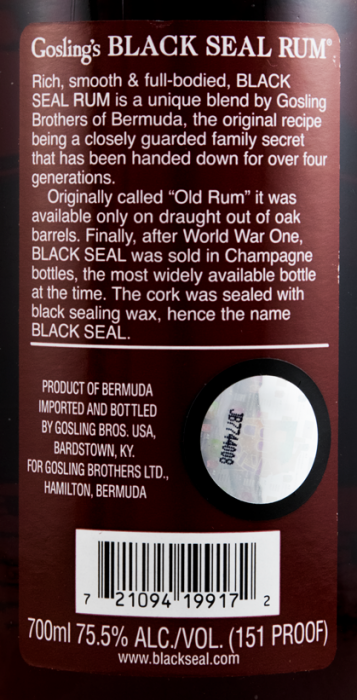 Gosling's BLACK SEAL RUM®
Rich, smooth & full-bodied, BLACK
SEAL RUM is a unique blend by Gosling
Brothers of Bermuda, the original recipe
being a closely guarded family secret
that has been handed down for over four
generations.
Originally called “Old Rum” it was
available only on draught out of oak
barrels. Finally, after World War One,
BLACK SEAL was sold in Champagne
bottles, the most widely available bottle
at the time. The cork was sealed with
black sealing wax, hence the name
BLACK SEAL.
PRODUCT OF BERMUDA
IMPORTED AND BOTTLED
BY GOSLING BROS. USA,
BARDSTOWN, KY.
FOR GOSLING BROTHERS LTD.,
HAMILTON, BERMUDA
JB7744008
7 21094 19917 2
700ml 75.5% ALC./VOL. (151 PROOF)
www.blackseal.com